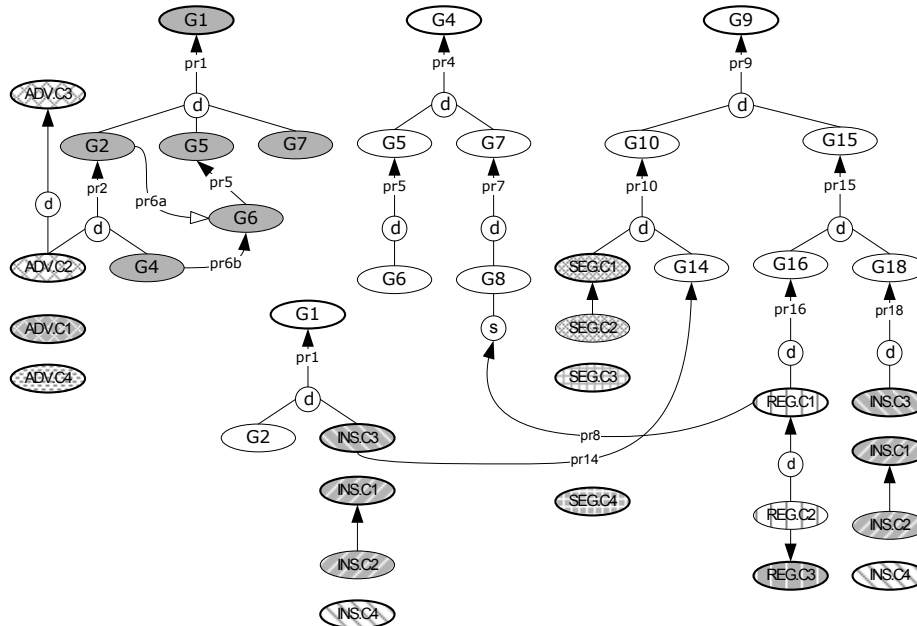 G1 G4 G9
pr1 pr4 pr9
ADV.C3
d d d
G2 G5 G7 G5 G7 G10 G15
pr2 pr6a pr5 pr5 pr7 pr10 pr15
d G6
d d d d d
pr6b
ADV.C2 G4 G6 G8 SEG.C1 G14 G16 G18
G1 pr16 pr18
ADV.C1 s SEG.C2
pr1 d d
ADV.C4 SEG.C3
d REG.C1 INS.C3
G2 INS.C3 pr8
INS.C1
pr14 d
INS.C1 SEG.C4
REG.C2 INS.C2
INS.C2 REG.C3 INS.C4
INS.C4